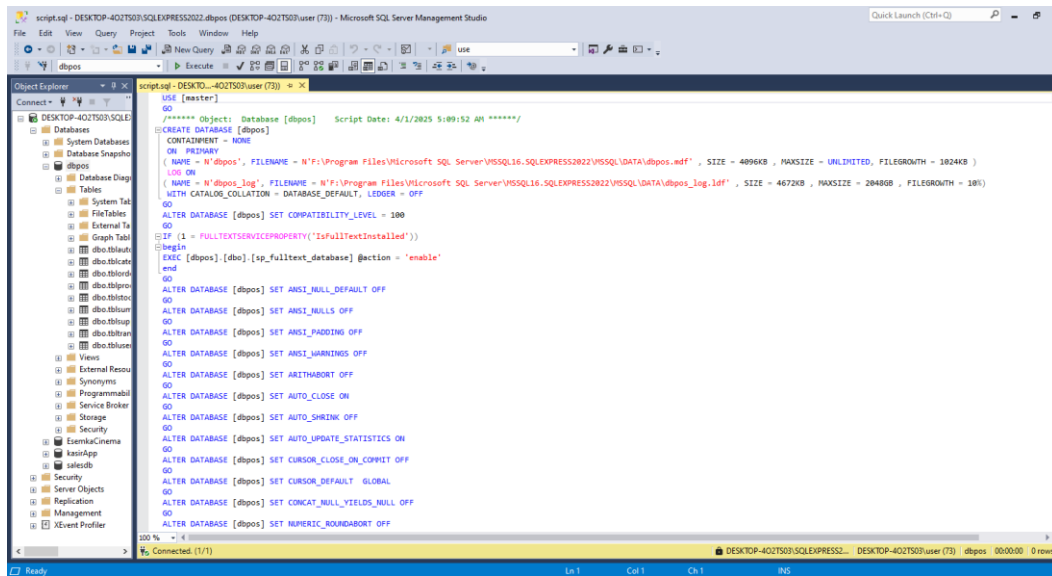 script.sql - DESKTOP-4O2TS03\SQLEXPRESS2022.dbpos (DESKTOP-4O2TS03\user (73)) - Microsoft SQL Server Management Studio
Quick Launch (Ctrl+Q)
File Edit View Query Project Tools Window Help
New Query
use
dbpos
Execute
Object Explorer
script.sql - DESKTO...-4O2TS03\user (73))
Connect
DESKTOP-4O2TS03\SQLE
Databases
System Databases
Database Snapsho
dbpos
Database Diag
Tables
System Tab
FileTables
External Ta
Graph Tabl
dbo.tblaut
dbo.tblcate
dbo.tblord
dbo.tblpro
dbo.tblstoc
dbo.tblsum
dbo.tblsup
dbo.tbltran
dbo.tbluse
Views
External Resou
Synonyms
Programmabil
Service Broker
Storage
Security
EsemkaCinema
kasirApp
salesdb
Security
Server Objects
Replication
Management
XEvent Profiler
USE [master]
GO
/****** Object: Database [dbpos] Script Date: 4/1/2025 5:09:52 AM ******/
CREATE DATABASE [dbpos]
CONTAINMENT = NONE
ON PRIMARY
( NAME = N'dbpos', FILENAME = N'F:\Program Files\Microsoft SQL Server\MSSQL16.SQLEXPRESS2022\MSSQL\DATA\dbpos.mdf' , SIZE = 4096KB , MAXSIZE = UNLIMITED, FILEGROWTH = 1024KB )
LOG ON
( NAME = N'dbpos_log', FILENAME = N'F:\Program Files\Microsoft SQL Server\MSSQL16.SQLEXPRESS2022\MSSQL\DATA\dbpos_log.ldf' , SIZE = 4672KB , MAXSIZE = 2048GB , FILEGROWTH = 10%)
WITH CATALOG_COLLATION = DATABASE_DEFAULT, LEDGER = OFF
GO
ALTER DATABASE [dbpos] SET COMPATIBILITY_LEVEL = 100
GO
IF (1 = FULLTEXTSERVICEPROPERTY('IsFullTextInstalled'))
begin
EXEC [dbpos].[dbo].[sp_fulltext_database] @action = 'enable'
end
GO
ALTER DATABASE [dbpos] SET ANSI_NULL_DEFAULT OFF
GO
ALTER DATABASE [dbpos] SET ANSI_NULLS OFF
GO
ALTER DATABASE [dbpos] SET ANSI_PADDING OFF
GO
ALTER DATABASE [dbpos] SET ANSI_WARNINGS OFF
GO
ALTER DATABASE [dbpos] SET ARITHABORT OFF
GO
ALTER DATABASE [dbpos] SET AUTO_CLOSE ON
GO
ALTER DATABASE [dbpos] SET AUTO_SHRINK OFF
GO
ALTER DATABASE [dbpos] SET AUTO_UPDATE_STATISTICS ON
GO
ALTER DATABASE [dbpos] SET CURSOR_CLOSE_ON_COMMIT OFF
GO
ALTER DATABASE [dbpos] SET CURSOR_DEFAULT GLOBAL
GO
ALTER DATABASE [dbpos] SET CONCAT_NULL_YIELDS_NULL OFF
GO
ALTER DATABASE [dbpos] SET NUMERIC_ROUNDABORT OFF
100 %
Connected. (1/1)
DESKTOP-4O2TS03\SQLEXPRESS2... DESKTOP-4O2TS03\user (73) dbpos 00:00:00 0 rows
Ready
Ln 1 Col 1 Ch 1 INS